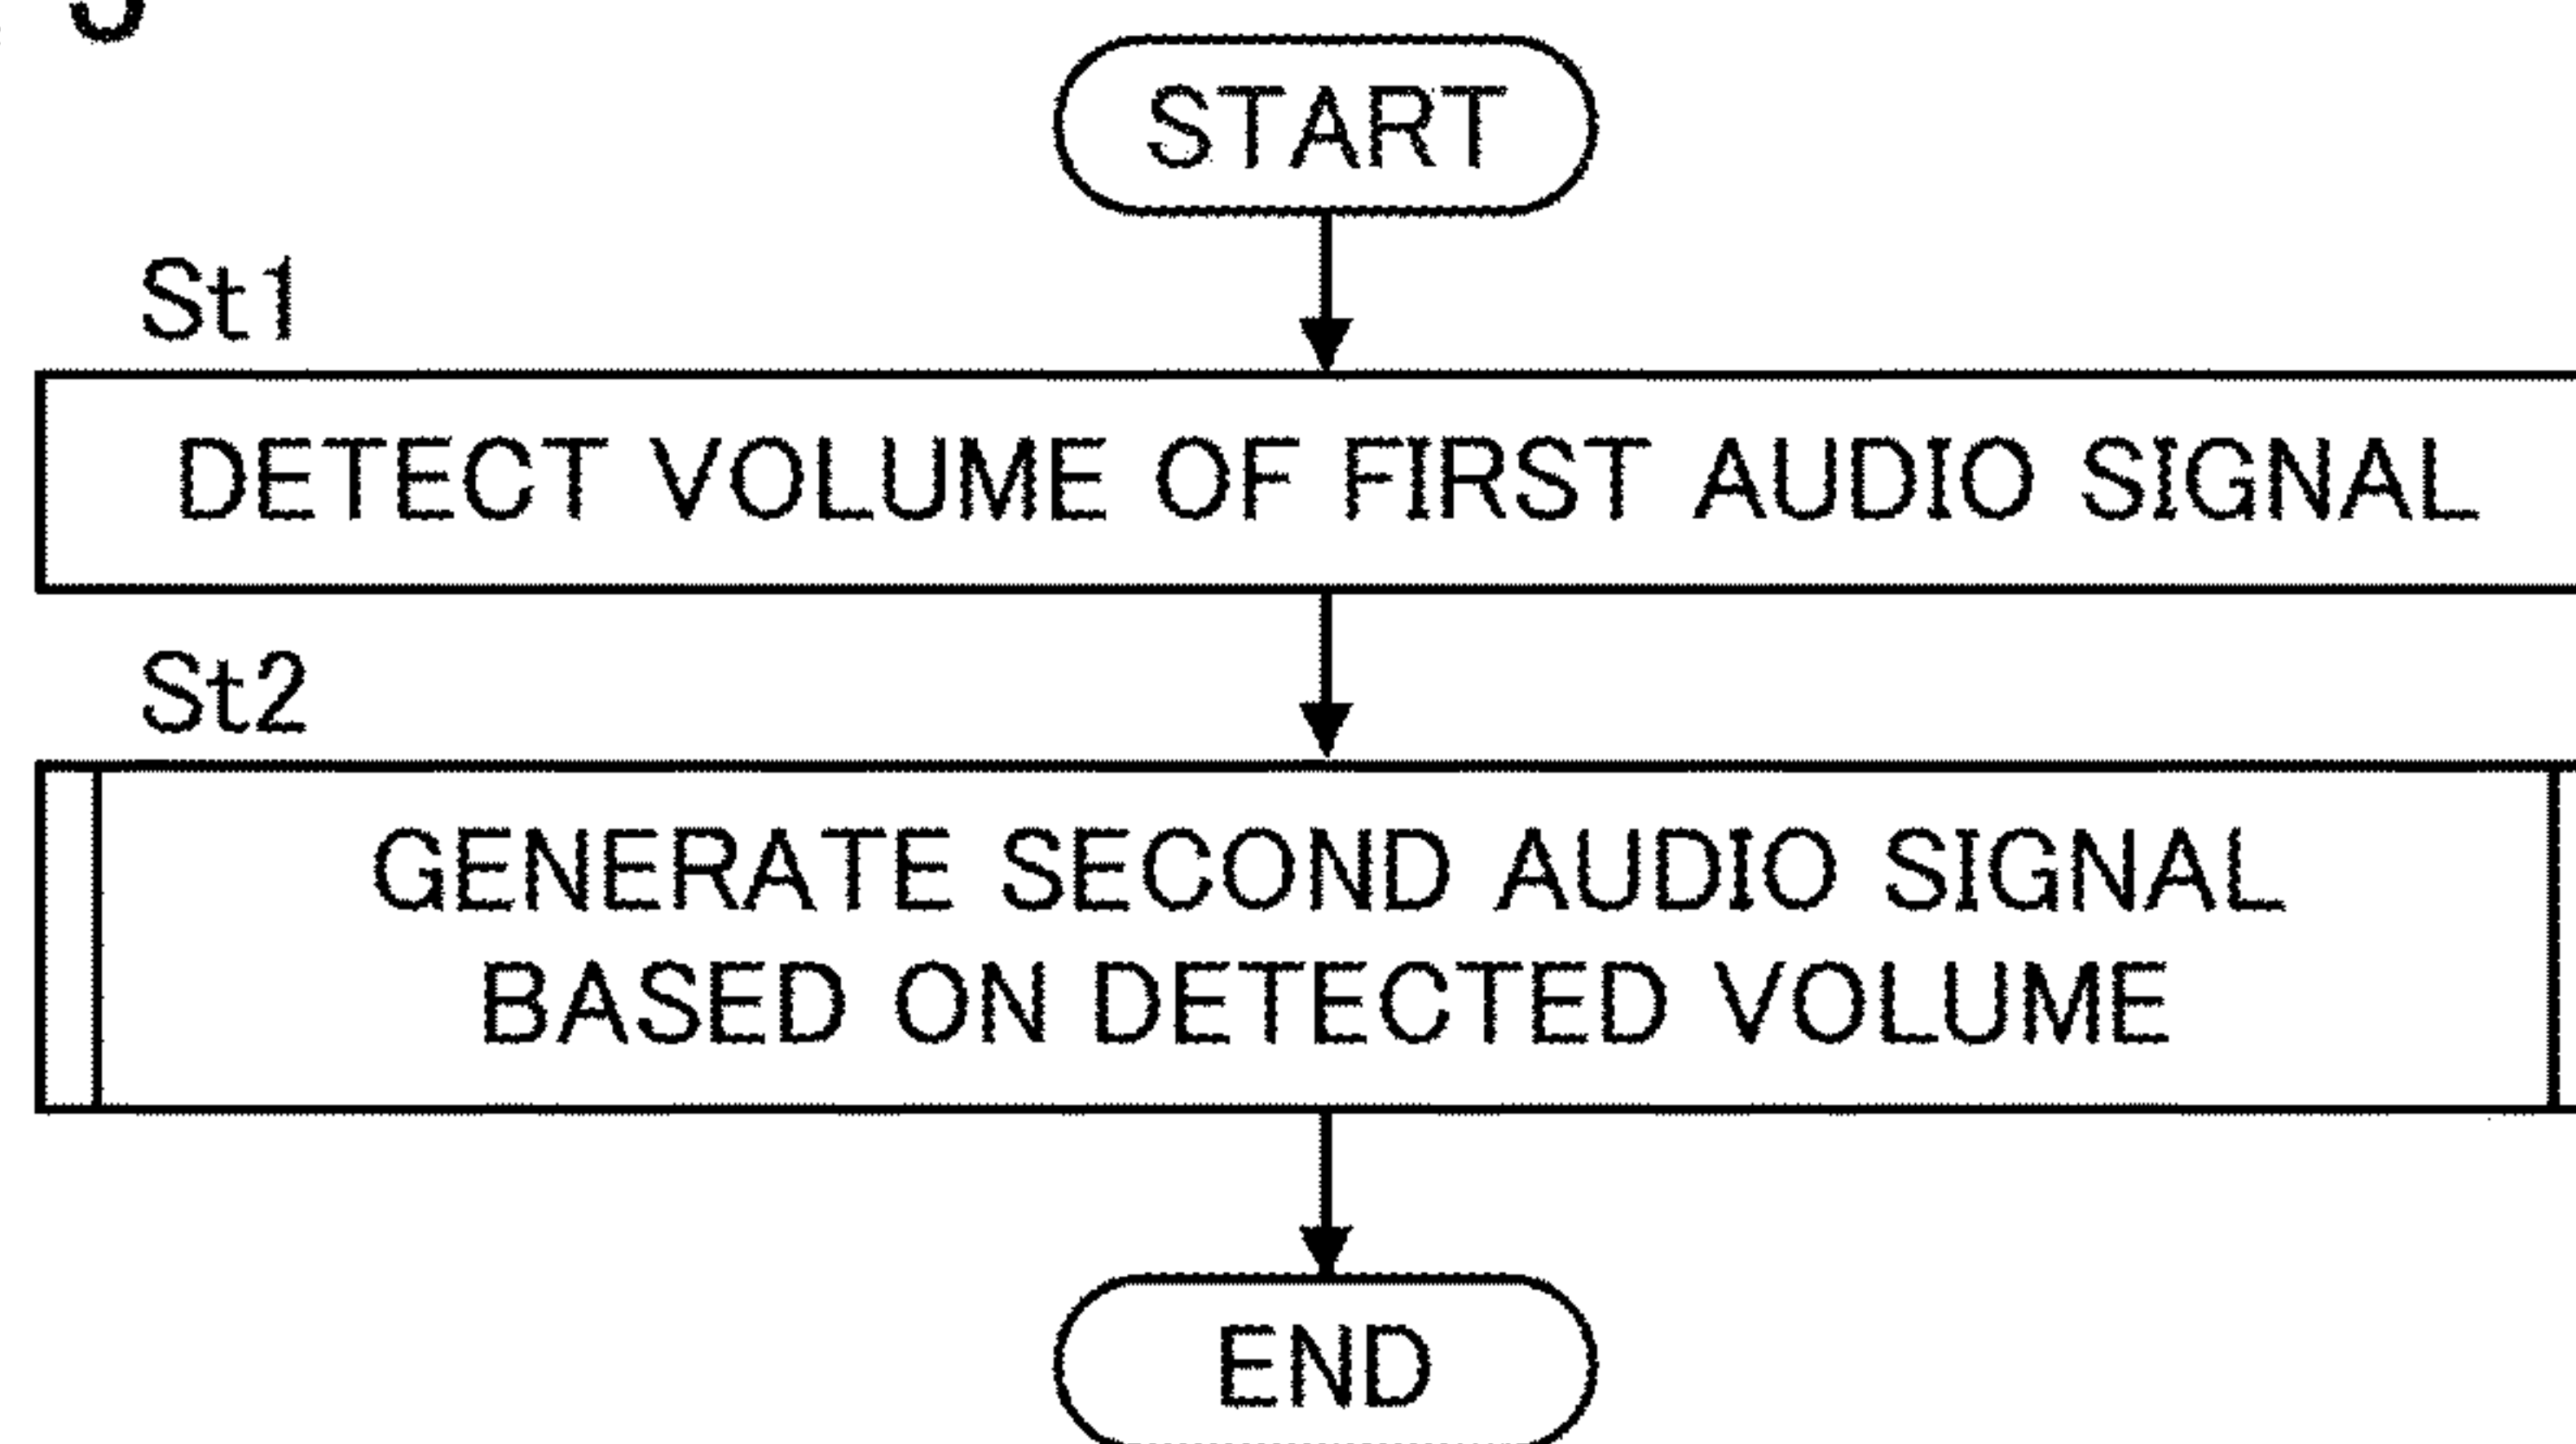 START
St1
DETECT VOLUME OF FIRST AUDIO SIGNAL
St2
GENERATE SECOND AUDIO SIGNAL
BASED ON DETECTED VOLUME
END